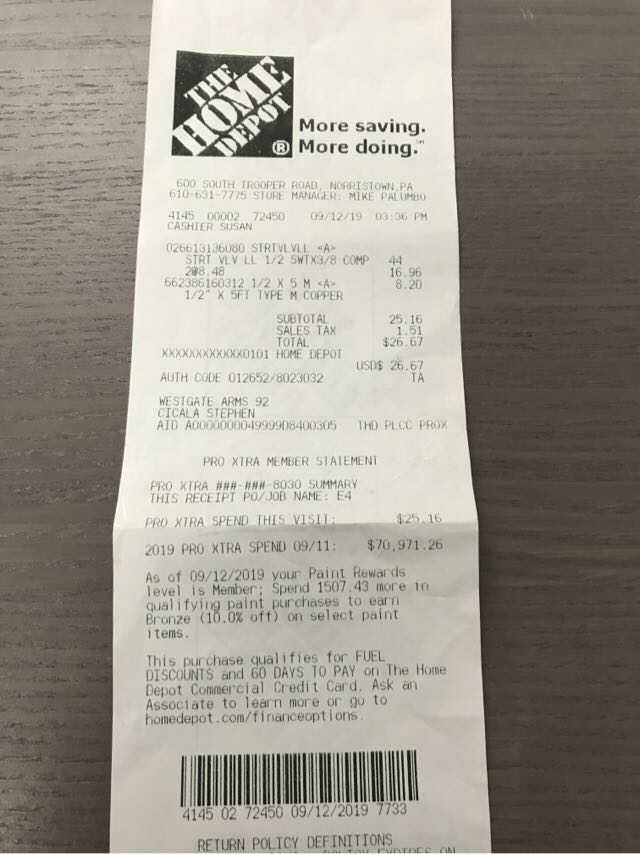 THE
HOME
DEPOT
®
More saving.
More doing.™
600 SOUTH TROOPER ROAD, NORRISTOWN,PA
610-631-7775 STORE MANAGER: MIKE PALUMBO
4145 00002 72450 09/12/19 03:36 PM
CASHIER SUSAN
026613136080 STRTVLVLL <A>
STRT VLV LL 1/2 SWTX3/8 COMP 44
2@8.48 16.96
662386160312 1/2 X 5 M <A> 8.20
1/2" X 5FT TYPE M COPPER
SUBTOTAL 25.16
SALES TAX 1.51
TOTAL $26.67
XXXXXXXXXXXX0101 HOME DEPOT
USD$ 26.67
AUTH CODE 012652/8023032 TA
WESTGATE ARMS 92
CICALA STEPHEN
AID A0000000049999D8400305 THD PLCC PROX
PRO XTRA MEMBER STATEMENT
PRO XTRA ###-###-8030 SUMMARY
THIS RECEIPT PO/JOB NAME: E4
PRO XTRA SPEND THIS VISIT: $25.16
2019 PRO XTRA SPEND 09/11: $70,971.26
As of 09/12/2019 your Paint Rewards
level is Member; Spend 1507.43 more in
qualifying paint purchases to earn
Bronze (10.0% off) on select paint
items.
This purchase qualifies for FUEL
DISCOUNTS and 60 DAYS TO PAY on The Home
Depot Commercial Credit Card. Ask an
Associate to learn more or go to
homedepot.com/financeoptions.
4145 02 72450 09/12/2019 7733
RETURN POLICY DEFINITIONS
POLICY EXPIRES ON